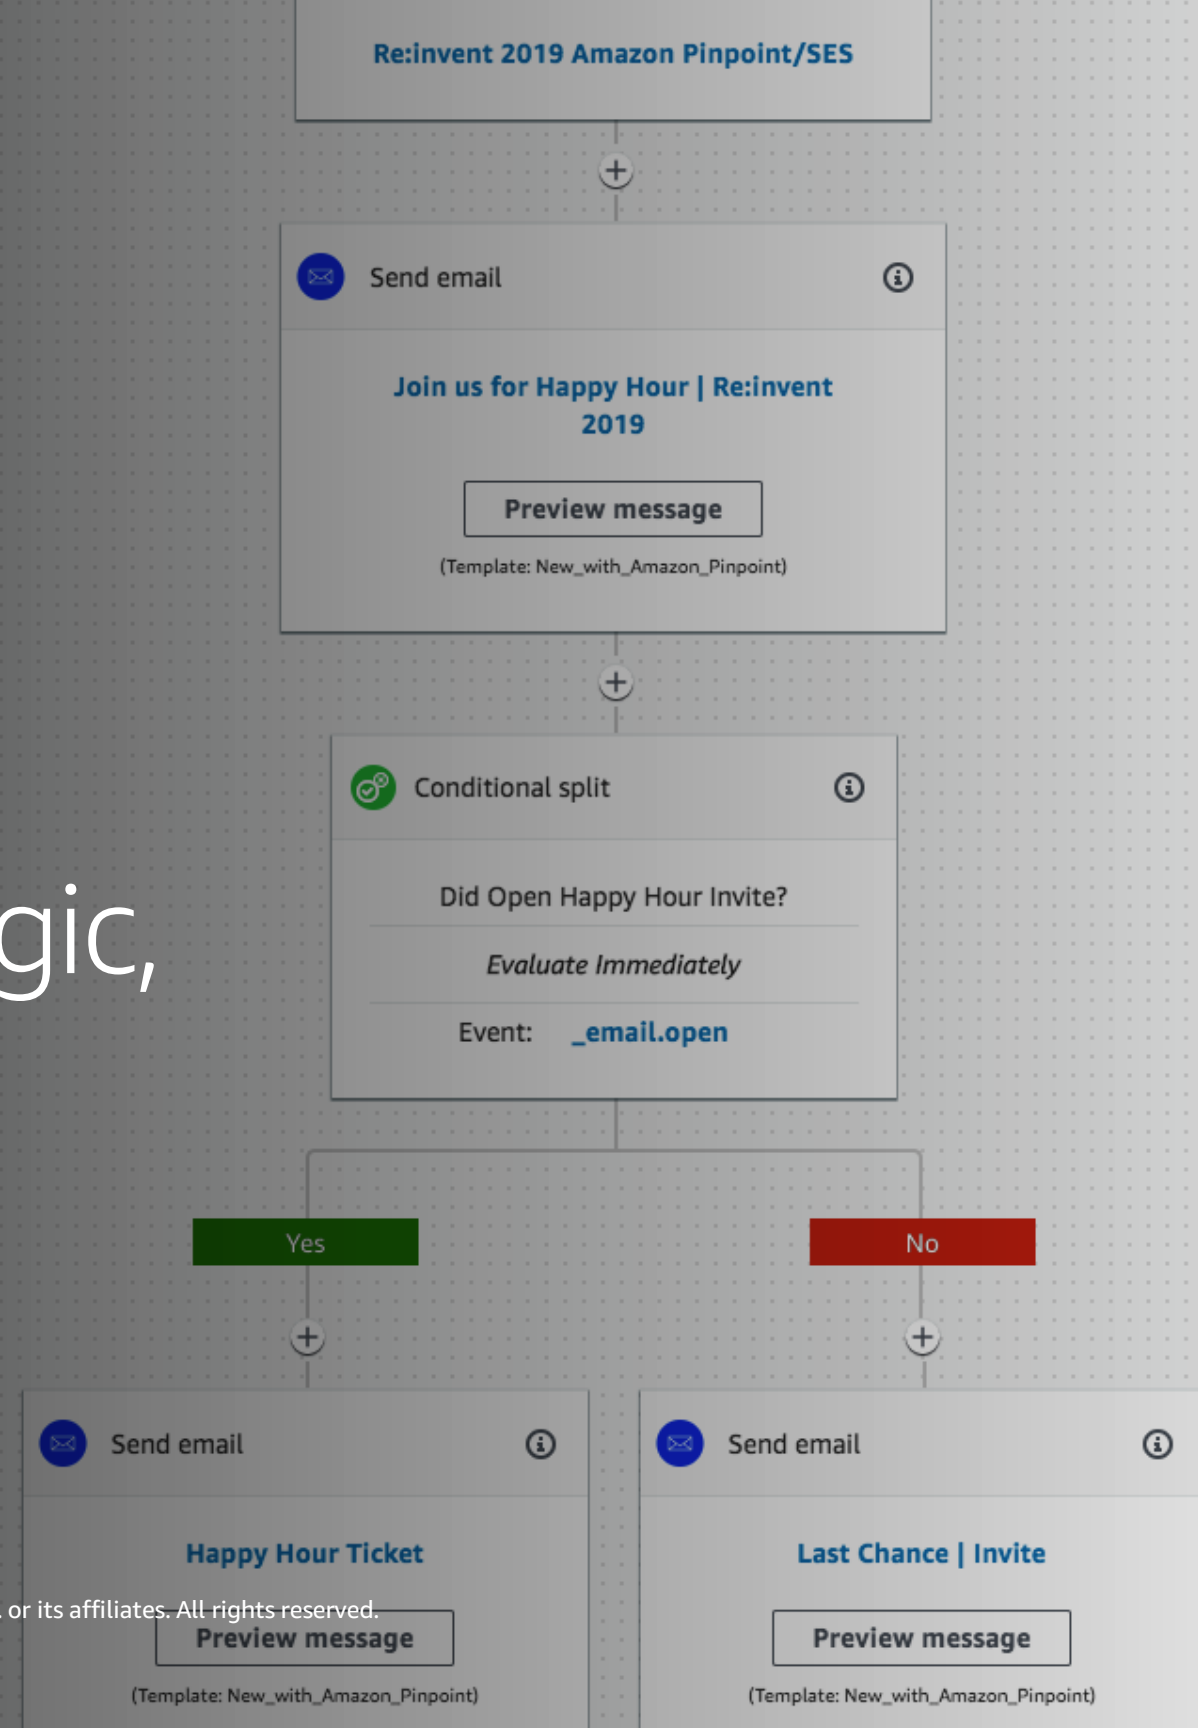 Re:invent 2019 Amazon Pinpoint/SES
Send email
Join us for Happy Hour | Re:invent
2019
Preview message
(Template: New_with_Amazon_Pinpoint)
Conditional split
Did Open Happy Hour Invite?
gic,
Evaluate Immediately
Event: _email.open
Yes
No
Send email
Happy Hour Ticket
. or its affiliates. All rights reserved.
Preview message
(Template: New_with_Amazon_Pinpoint)
Send email
Last Chance | Invite
Preview message
(Template: New_with_Amazon_Pinpoint)